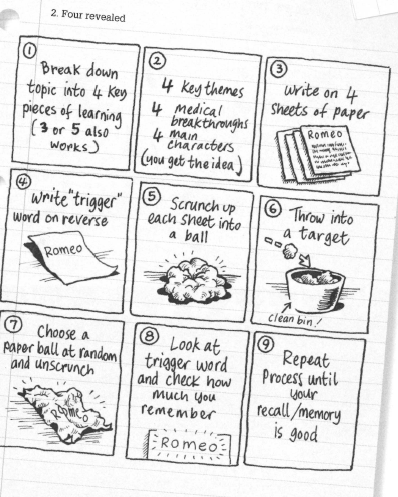 2. Four revealed
1
Break down
topic into 4 key
pieces of learning
(3 or 5 also
works)
2
4 key themes
4 medical
breakthroughs
4 main
characters
(you get the idea)
3
write on 4
sheets of paper
Romeo
4
write "trigger"
word on reverse
Romeo
5
Scrunch up
each sheet into
a ball
6
Throw into
a target
clean bin!
7
Choose a
paper ball at random
and unscrunch
Romeo
8
Look at
trigger word
and check how
much you
remember
Romeo
9
Repeat
Process until
your
recall/memory
is good